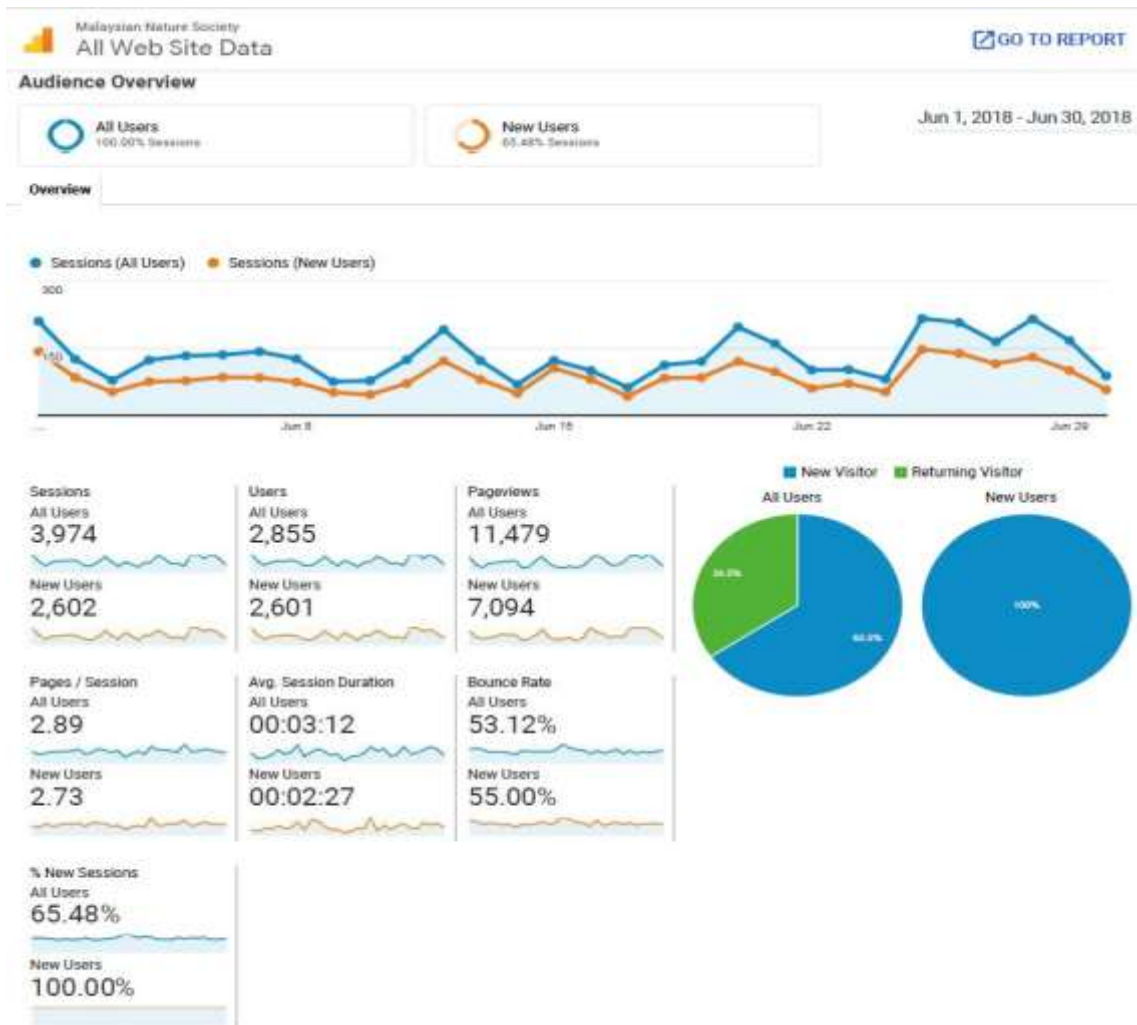 Malaysian Nature Society
All Web Site Data
GO TO REPORT
Audience Overview
All Users
100.00% Sessions
New Users
65.48% Sessions
Jun 1, 2018 - Jun 30, 2018
Overview
Sessions (All Users)
Sessions (New Users)
300
150
...
Jun 8
Jun 15
Jun 22
Jun 29
Sessions
All Users
3,974
New Users
2,602
Users
All Users
2,855
New Users
2,601
Pageviews
All Users
11,479
New Users
7,094
New Visitor
Returning Visitor
All Users
New Users
100%
Pages / Session
All Users
2.89
New Users
2.73
Avg. Session Duration
All Users
00:03:12
New Users
00:02:27
Bounce Rate
All Users
53.12%
New Users
55.00%
% New Sessions
All Users
65.48%
New Users
100.00%